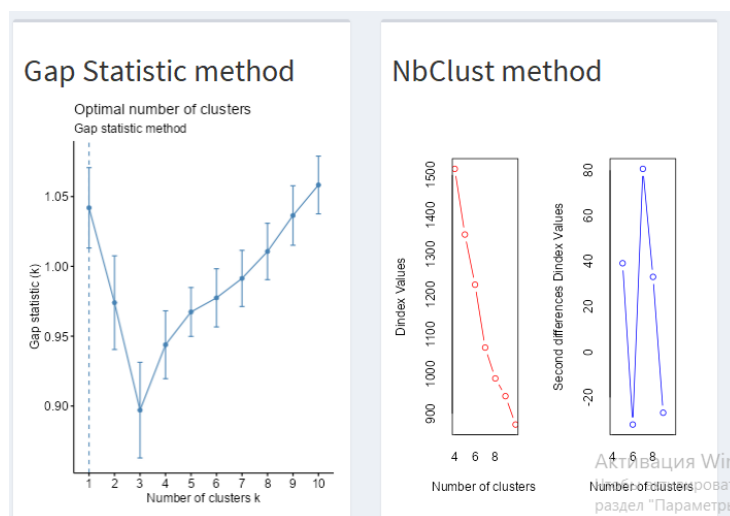 Gap Statistic method
Optimal number of clusters
Gap statistic method
Gap statistic (k)
1.05
1.00
0.95
0.90
1 2 3 4 5 6 7 8 9 10
Number of clusters k
NbClust method
Dindex Values
1500
1400
1300
1200
1100
1000
900
4 6 8
Number of clusters
Second differences Dindex Values
80
60
40
20
0
-20
4 6 8
Number of clusters
Активация Win
раздел "Параметры